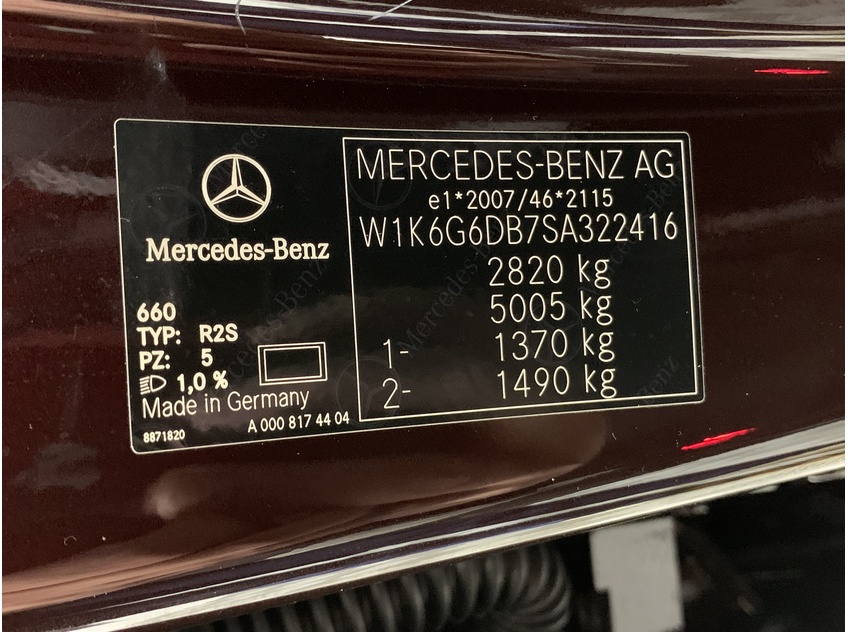 Mercedes-Benz
660
TYP: R2S
PZ: 5
1,0 %
Made in Germany
8871820
A 000 817 44 04
MERCEDES-BENZ AG
e1*2007/46*2115
W1K6G6DB7SA322416
2820 kg
5005 kg
1- 1370 kg
2- 1490 kg